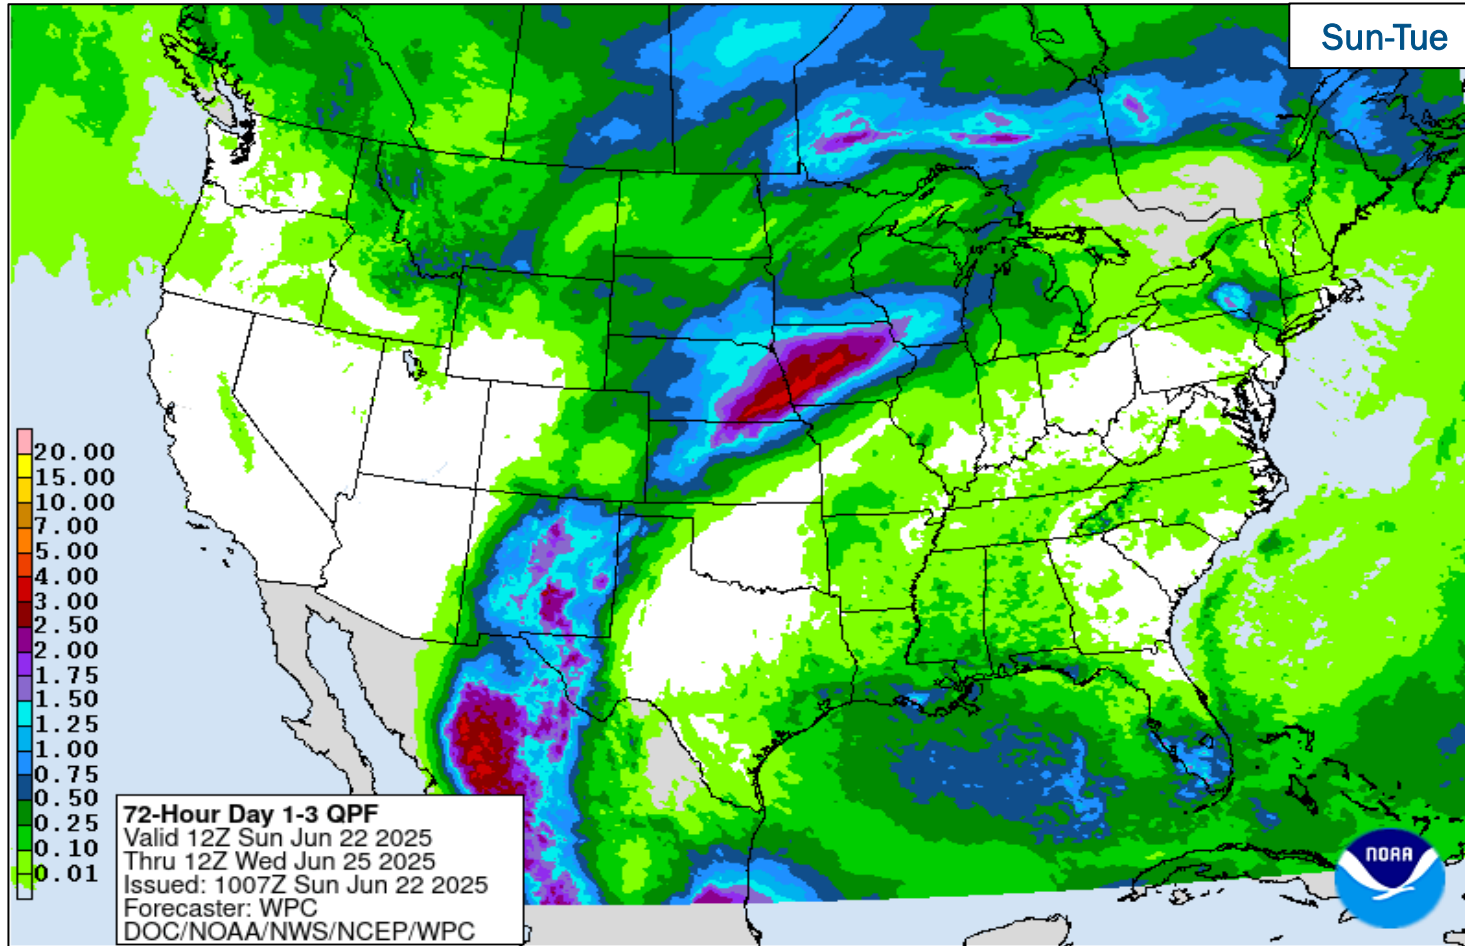 Sun-Tue
20.00
15.00
10.00
7.00
5.00
4.00
3.00
2.50
2.00
1.75
1.50
1.25
1.00
0.75
0.50
0.25
0.10
0.01
72-Hour Day 1-3 QPF
Valid 12Z Sun Jun 22 2025
Thru 12Z Wed Jun 25 2025
Issued: 1007Z Sun Jun 22 2025
Forecaster: WPC
DOC/NOAA/NWS/NCEP/WPC
NOAA